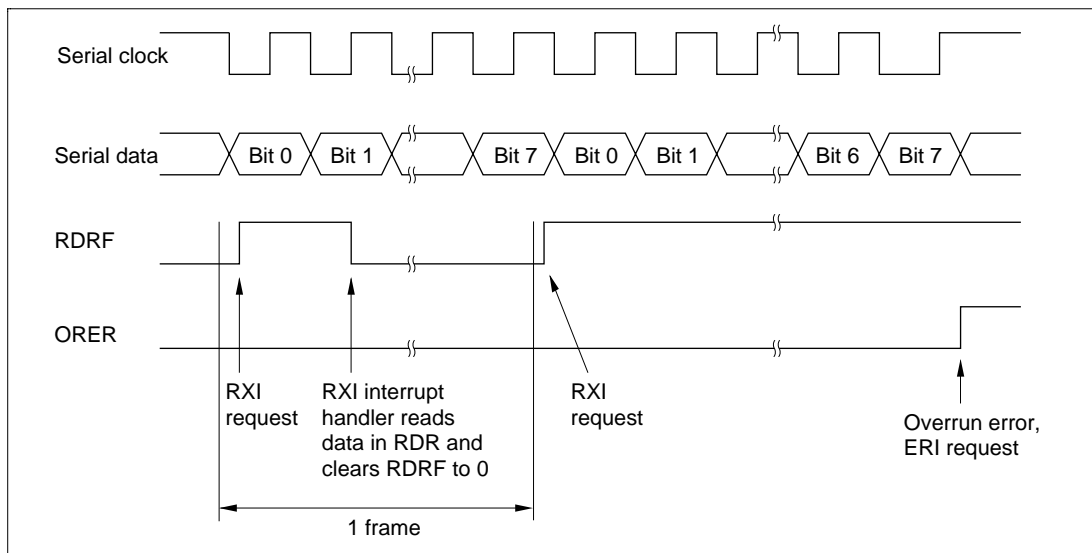 Serial clock
Serial data
Bit 0
Bit 1
Bit 7
Bit 0
Bit 1
Bit 6
Bit 7
RDRF
ORER
RXI
request
RXI interrupt
handler reads
data in RDR and
clears RDRF to 0
RXI
request
Overrun error,
ERI request
1 frame